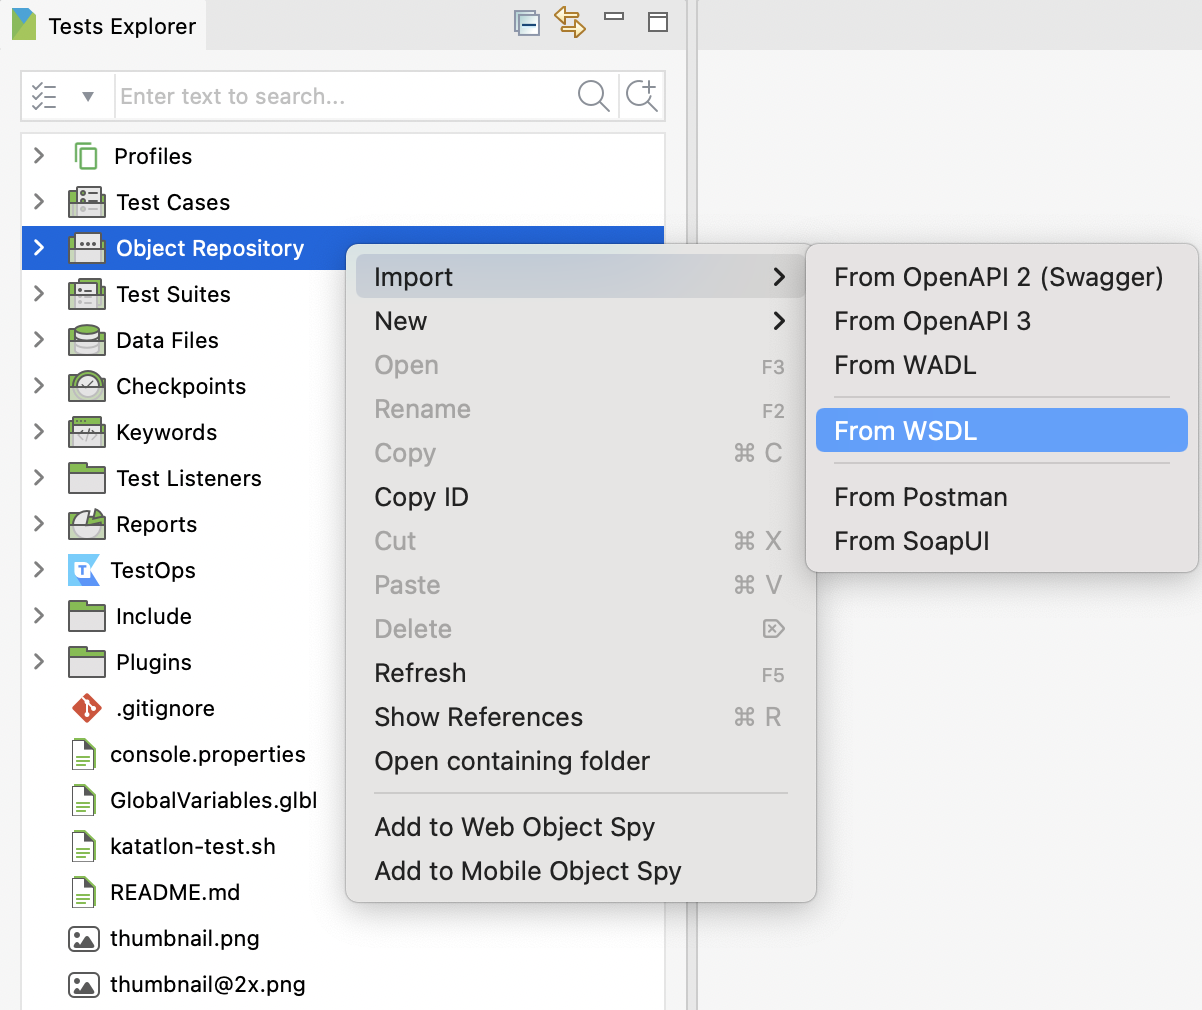 Tests Explorer
Enter text to search...
Profiles
Test Cases
Object Repository
Test Suites
Data Files
Checkpoints
Keywords
Test Listeners
Reports
TestOps
Include
Plugins
.gitignore
console.properties
GlobalVariables.glbl
katatlon-test.sh
README.md
thumbnail.png
thumbnail@2x.png
Import
New
Open F3
Rename F2
Copy ⌘ C
Copy ID
Cut ⌘ X
Paste ⌘ V
Delete ⌦
Refresh F5
Show References ⌘ R
Open containing folder
Add to Web Object Spy
Add to Mobile Object Spy
From OpenAPI 2 (Swagger)
From OpenAPI 3
From WADL
From WSDL
From Postman
From SoapUI